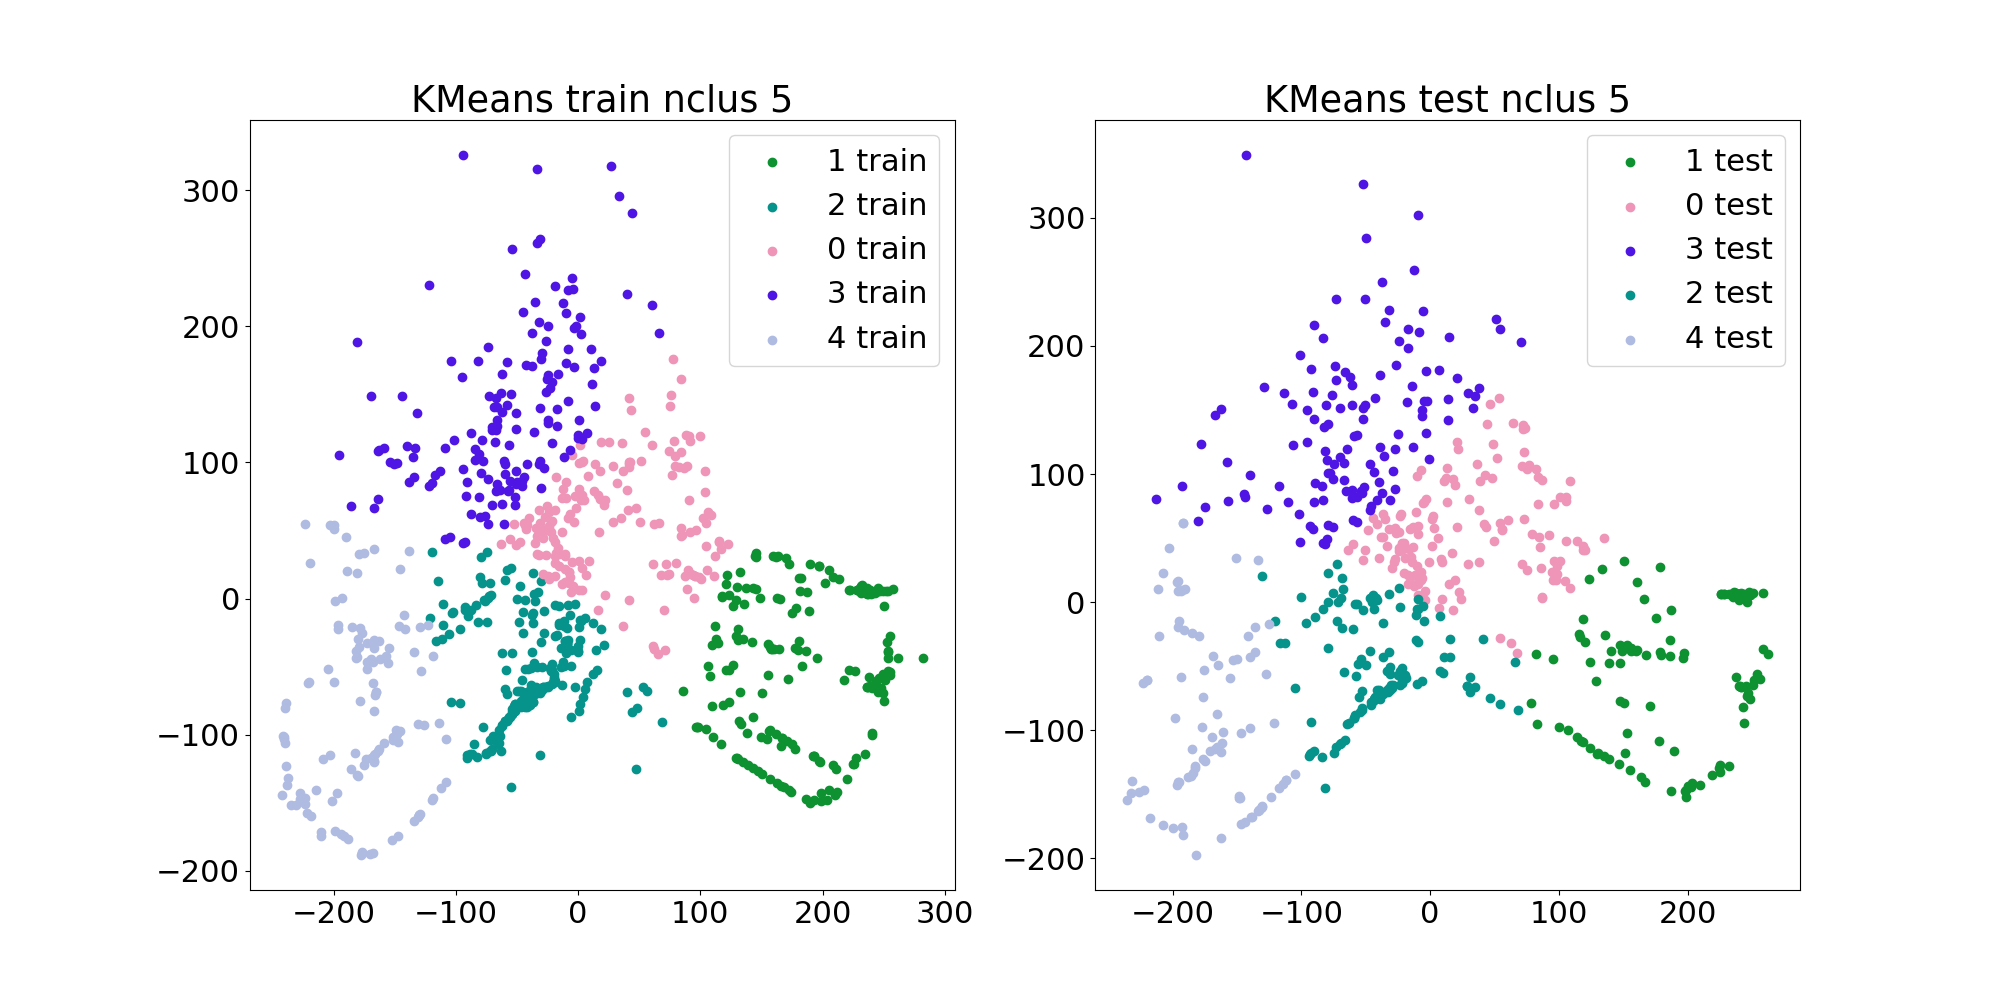 KMeans train nclus 5
1 train
2 train
0 train
3 train
4 train
300
200
100
0
−100
−200
−200 −100 0 100 200 300
KMeans test nclus 5
1 test
0 test
3 test
2 test
4 test
300
200
100
0
−100
−200
−200 −100 0 100 200